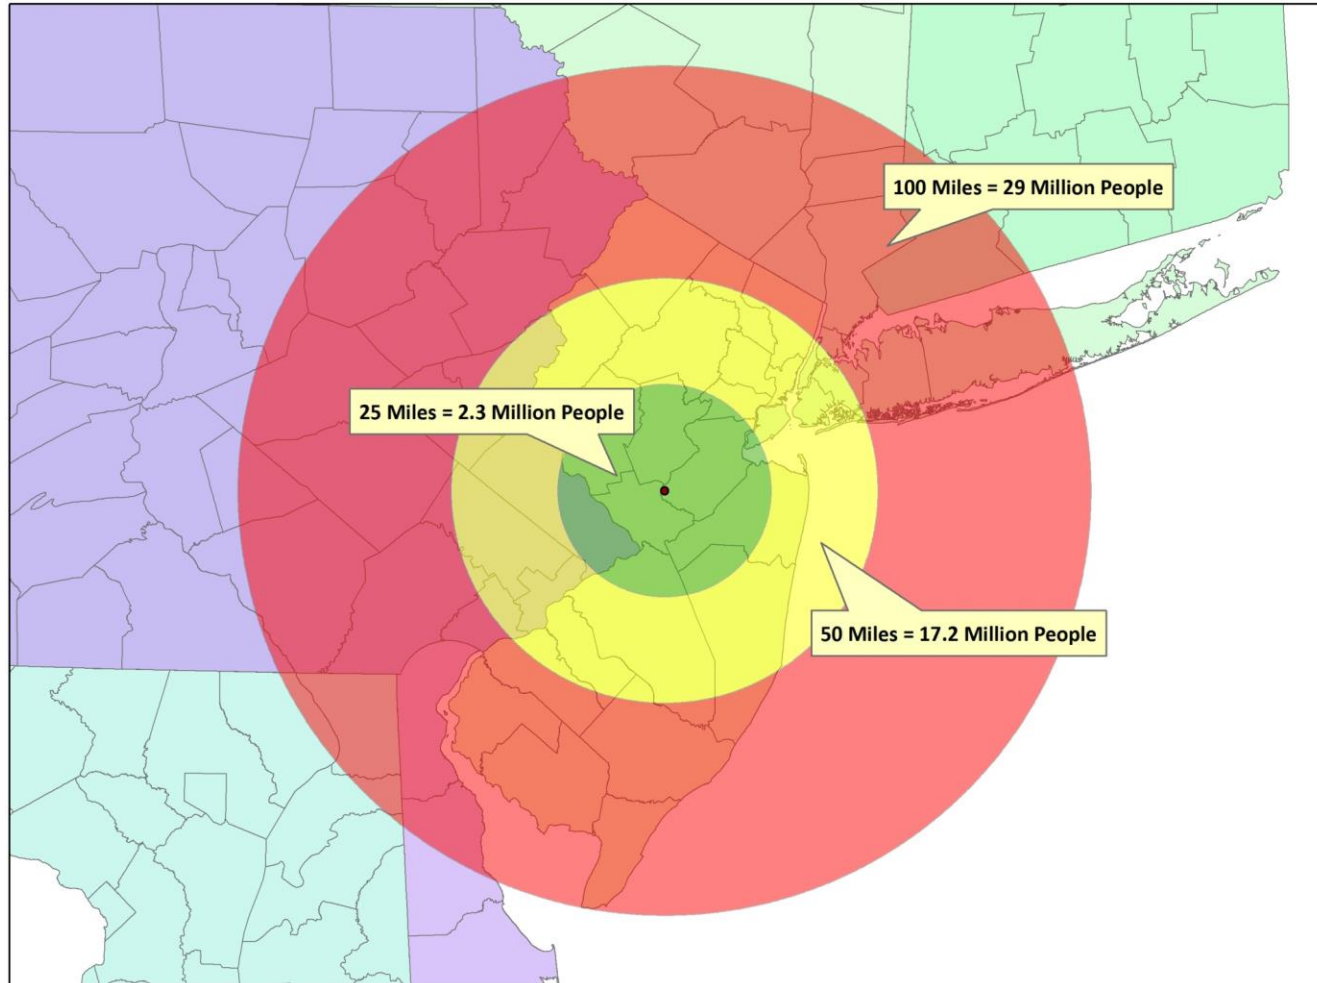 100 Miles = 29 Million People
25 Miles = 2.3 Million People
50 Miles = 17.2 Million People